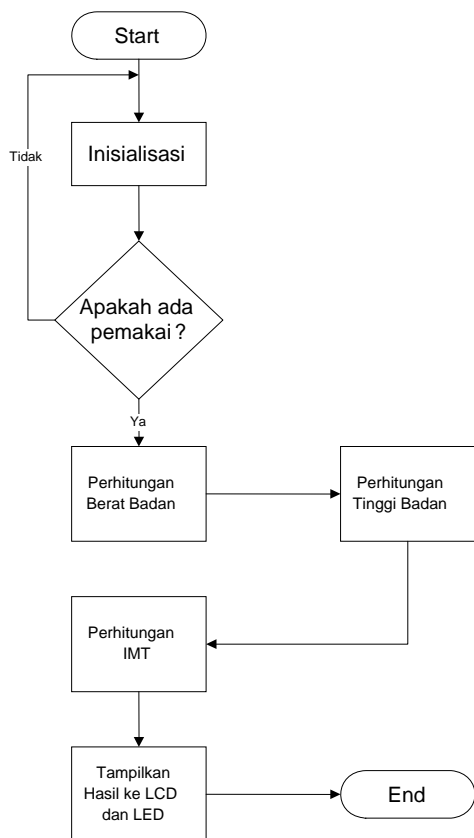 Start
Inisialisasi
Tidak
Apakah ada
pemakai ?
Ya
Perhitungan
Berat Badan
Perhitungan
Tinggi Badan
Perhitungan
IMT
Tampilkan
Hasil ke LCD
dan LED
End